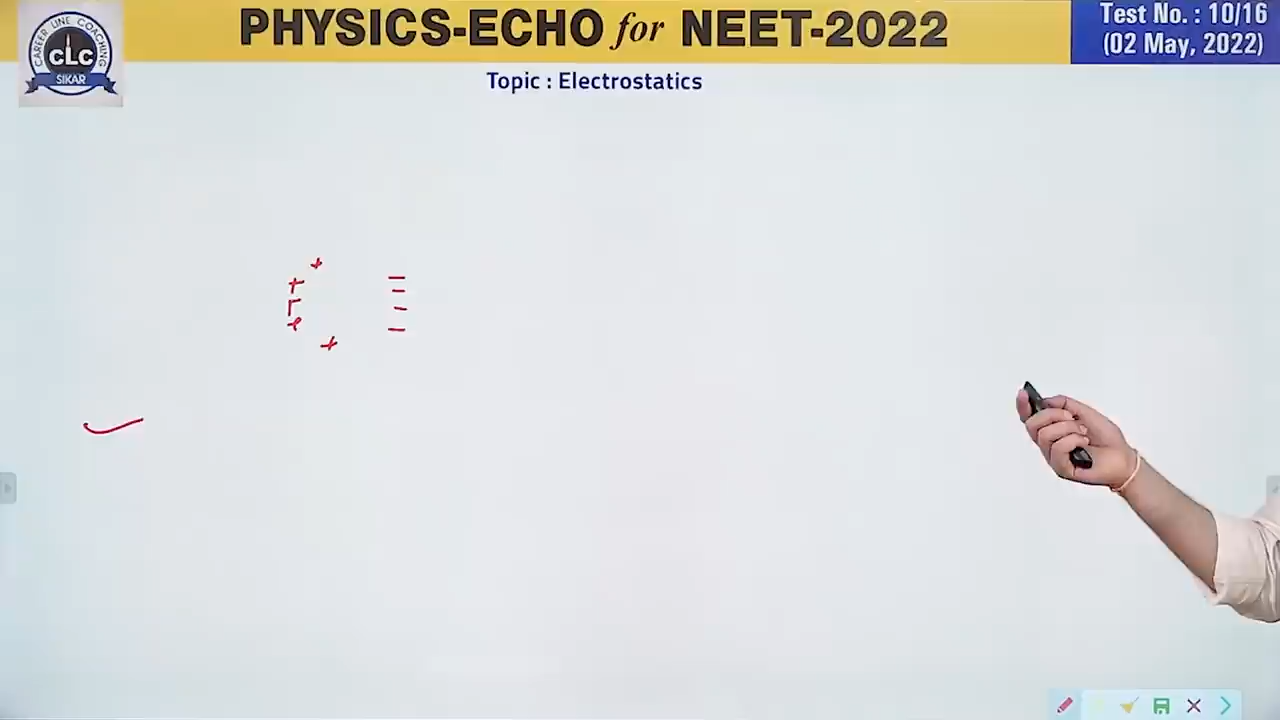 PHYSICS-ECHO for NEET-2022
Test No. : 10/16
(02 May, 2022)
CAREER LINE COACHING
CLC
SIKAR
Topic : Electrostatics
+
+
+
–
–
–
–